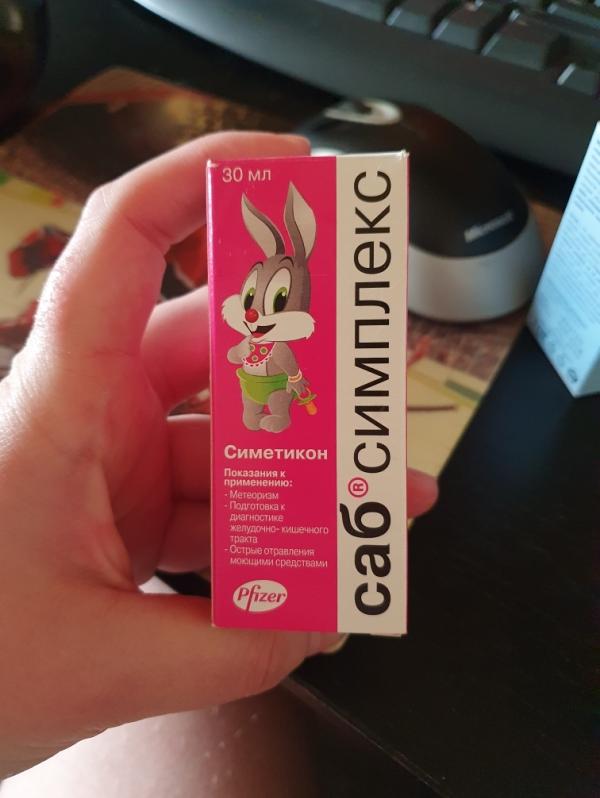 30 мл
саб® симплекс
Симетикон
Показания к
применению:
- Метеоризм
- Подготовка к
диагностике
желудочно- кишечного
тракта
- Острые отравления
моющими средствами
Pfizer
Microsoft